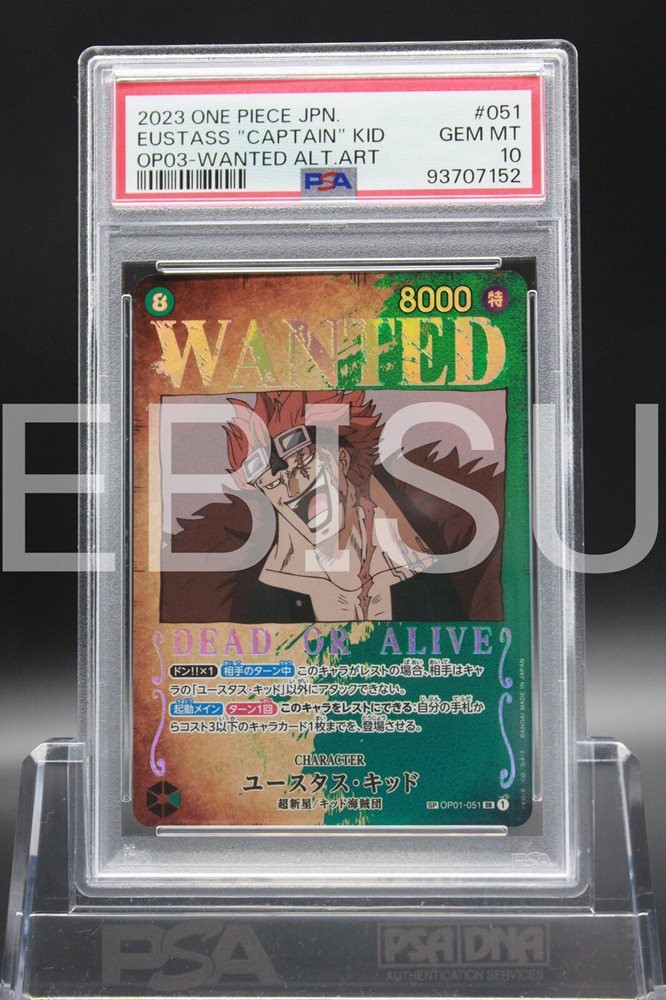 2023 ONE PIECE JPN.
#051
EUSTASS "CAPTAIN" KID
GEM MT
OP03-WANTED ALT.ART
10
PSA
93707152
8
8000
特
WANTED
EBISU
DEAD OR ALIVE
ドン!!×1 相手のターン中 このキャラがレストの場合、相手はキャ
ラの「ユースタス・キッド」以外にアタックできない。
起動メイン ターン1回 このキャラをレストにできる:自分の手札か
らコスト3以下のキャラカード1枚までを、登場させる。
CHARACTER
ユースタス・キッド
超新星/キッド海賊団
SP OP01-051 SR 1
BANDAI MADE IN JAPAN
PSA
PSA
PSA/DNA
AUTHENTICATION SERVICES